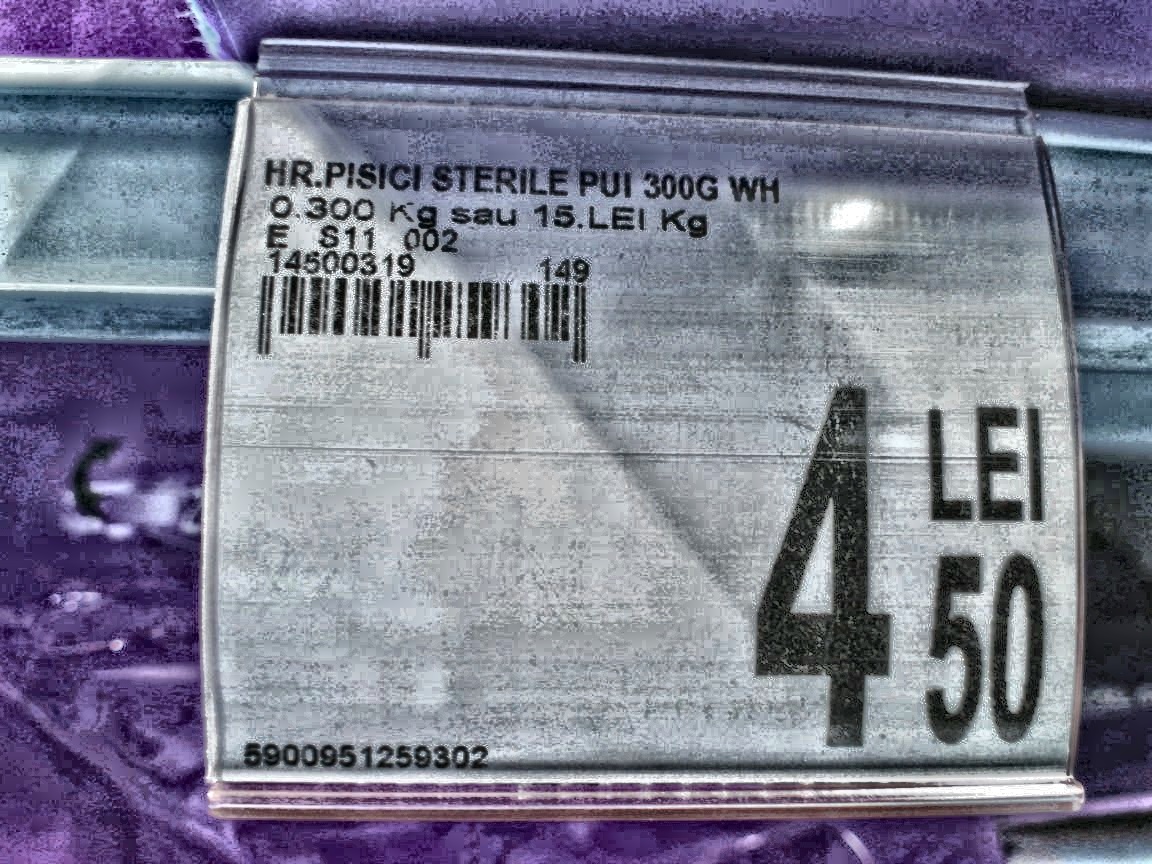 HR.PISICI STERILE PUI 300G WH
0.300 Kg sau 15.LEI Kg
E S11 002
14500319 149
4 LEI 50
5900951259302